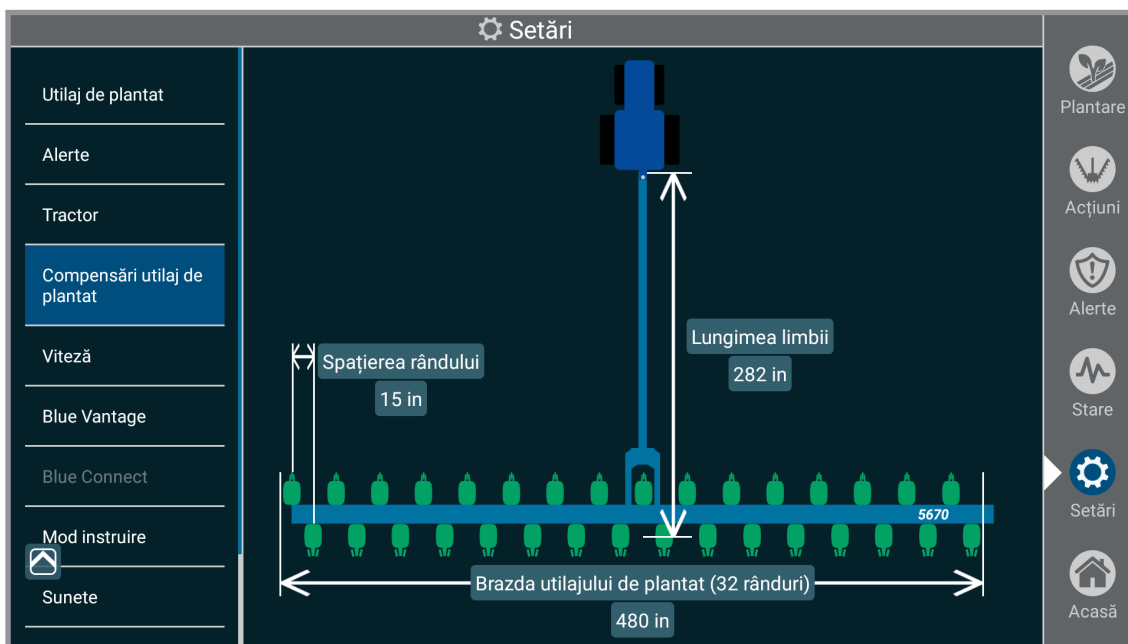 Setări
Utilaj de plantat
Alerte
Tractor
Compensări utilaj de
plantat
Viteză
Blue Vantage
Blue Connect
Mod instruire
Sunete
Lungimea limbii
282 in
Spațierea rândului
15 in
5670
Brazda utilajului de plantat (32 rânduri)
480 in
Plantare
Acțiuni
Alerte
Stare
Setări
Acasă